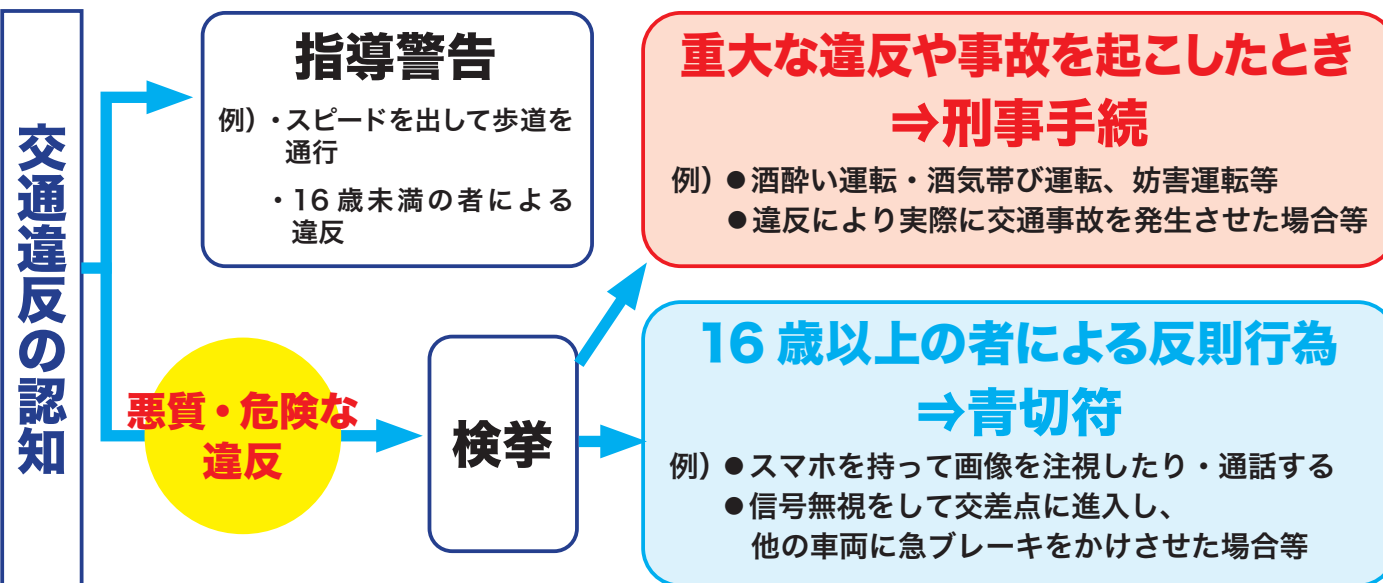 交通違反の認知
指導警告
例）・スピードを出して歩道を
通行
・16 歳未満の者による
違反
悪質・危険な
違反
検挙
重大な違反や事故を起こしたとき
⇒刑事手続
例）●酒酔い運転・酒気帯び運転、妨害運転等
●違反により実際に交通事故を発生させた場合等
16 歳以上の者による反則行為
⇒青切符
例）●スマホを持って画像を注視したり・通話する
●信号無視をして交差点に進入し、
他の車両に急ブレーキをかけさせた場合等